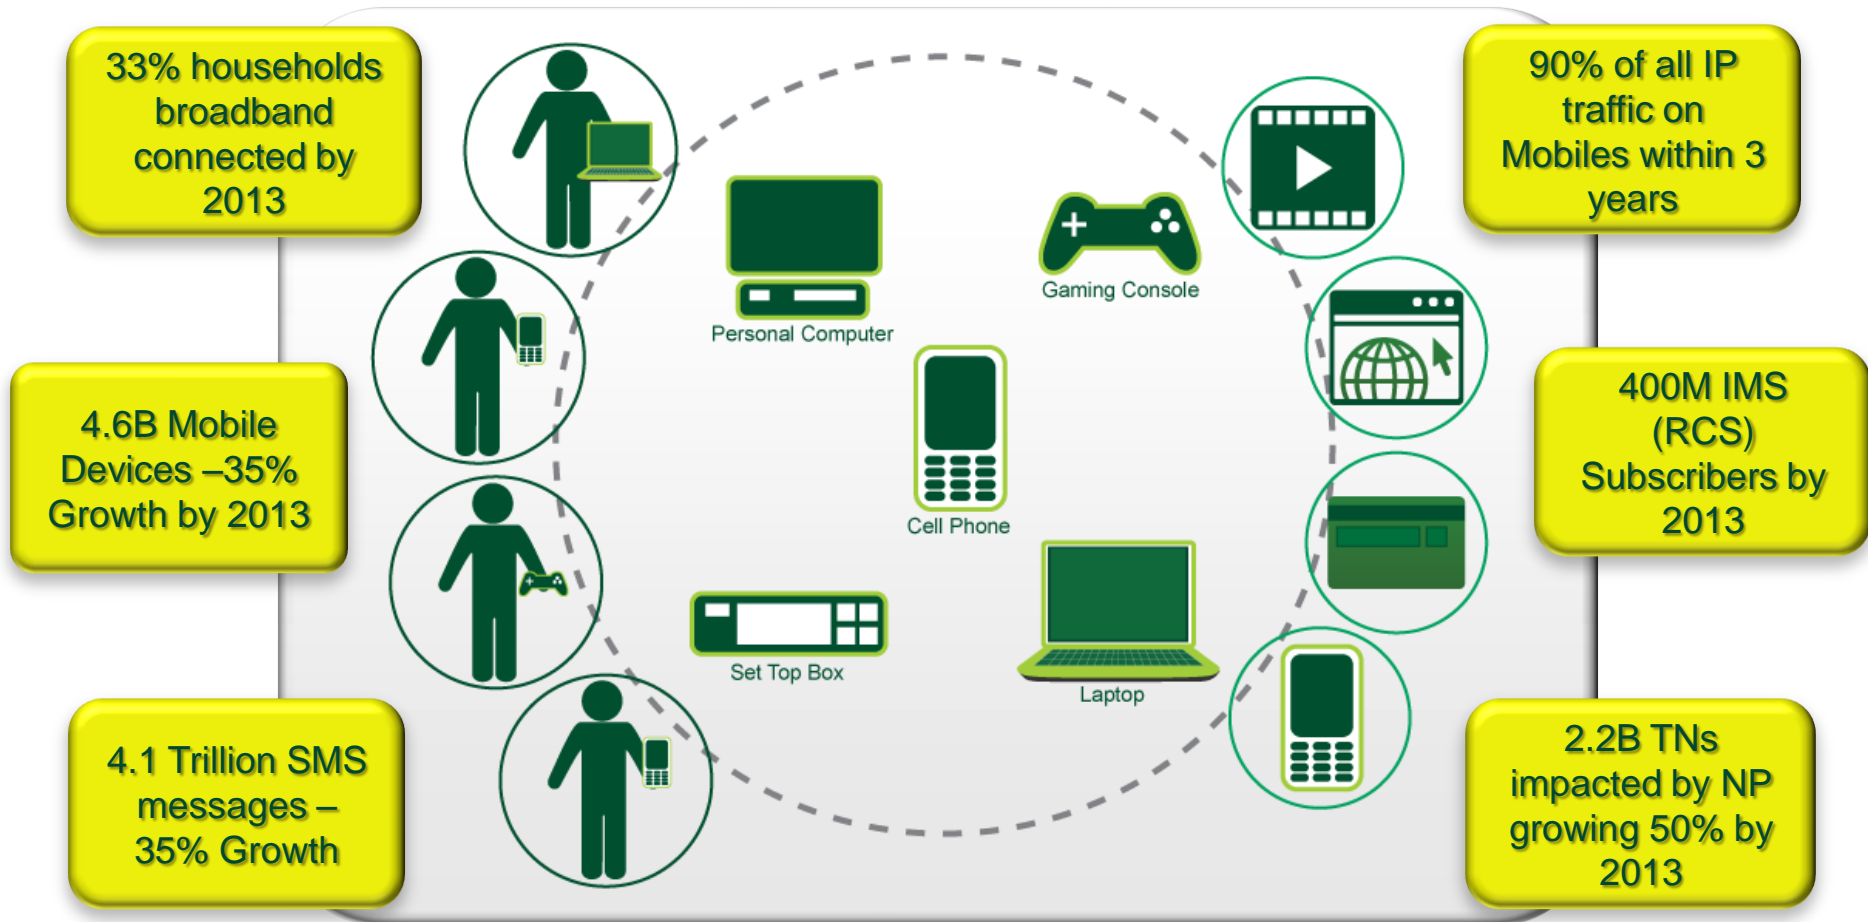 33% households
broadband
connected by
2013
90% of all IP
traffic on
Mobiles within 3
years
Personal Computer
Gaming Console
4.6B Mobile
Devices –35%
Growth by 2013
Cell Phone
400M IMS
(RCS)
Subscribers by
2013
Set Top Box
Laptop
4.1 Trillion SMS
messages –
35% Growth
2.2B TNs
impacted by NP
growing 50% by
2013